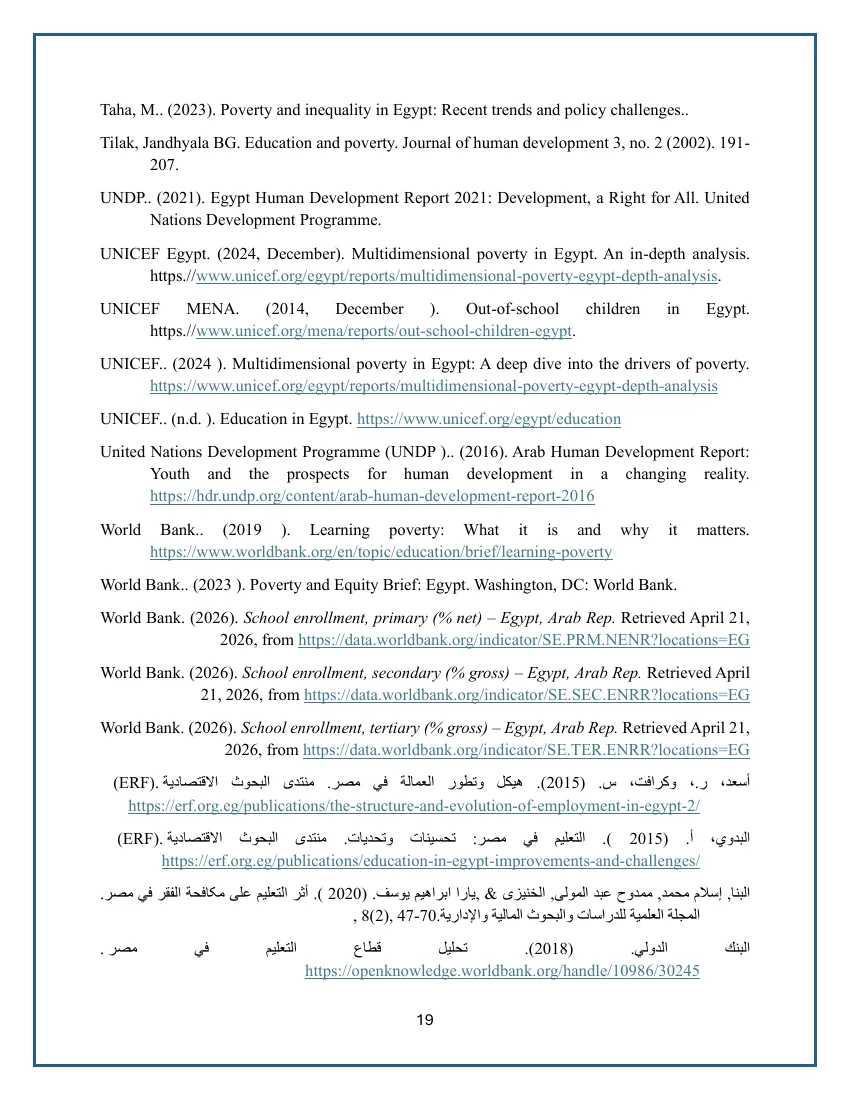 Taha, M.. (2023). Poverty and inequality in Egypt: Recent trends and policy challenges..
Tilak, Jandhyala BG. Education and poverty. Journal of human development 3, no. 2 (2002). 191-
207.
UNDP.. (2021). Egypt Human Development Report 2021: Development, a Right for All. United
Nations Development Programme.
UNICEF Egypt. (2024, December). Multidimensional poverty in Egypt. An in-depth analysis.
https.//www.unicef.org/egypt/reports/multidimensional-poverty-egypt-depth-analysis.
UNICEF MENA. (2014, December ). Out-of-school children in Egypt.
https.//www.unicef.org/mena/reports/out-school-children-egypt.
UNICEF.. (2024 ). Multidimensional poverty in Egypt: A deep dive into the drivers of poverty.
https://www.unicef.org/egypt/reports/multidimensional-poverty-egypt-depth-analysis
UNICEF.. (n.d. ). Education in Egypt. https://www.unicef.org/egypt/education
United Nations Development Programme (UNDP ).. (2016). Arab Human Development Report:
Youth and the prospects for human development in a changing reality.
https://hdr.undp.org/content/arab-human-development-report-2016
World Bank.. (2019 ). Learning poverty: What it is and why it matters.
https://www.worldbank.org/en/topic/education/brief/learning-poverty
World Bank.. (2023 ). Poverty and Equity Brief: Egypt. Washington, DC: World Bank.
World Bank. (2026). School enrollment, primary (% net) – Egypt, Arab Rep. Retrieved April 21,
2026, from https://data.worldbank.org/indicator/SE.PRM.NENR?locations=EG
World Bank. (2026). School enrollment, secondary (% gross) – Egypt, Arab Rep. Retrieved April
21, 2026, from https://data.worldbank.org/indicator/SE.SEC.ENRR?locations=EG
World Bank. (2026). School enrollment, tertiary (% gross) – Egypt, Arab Rep. Retrieved April 21,
2026, from https://data.worldbank.org/indicator/SE.TER.ENRR?locations=EG
أسعد، ر.، وكرافت، س. (2015). هيكل وتطور العمالة في مصر. منتدى البحوث الاقتصادية .(ERF)
https://erf.org.eg/publications/the-structure-and-evolution-of-employment-in-egypt-2/
البدوي، أ. (2015 ). التعليم في مصر: تحسينات وتحديات. منتدى البحوث الاقتصادية .(ERF)
https://erf.org.eg/publications/education-in-egypt-improvements-and-challenges/
البنا, إسلام محمد, ممدوح عبد المولى, الخنيزى & ,يارا ابراهيم يوسف. (2020 ). أثر التعليم على مكافحة الفقر في مصر.
المجلة العلمية للدراسات والبحوث المالية والإدارية.70-47 ,(2)8 ,
البنك الدولي. (2018). تحليل قطاع التعليم في مصر .
https://openknowledge.worldbank.org/handle/10986/30245
19